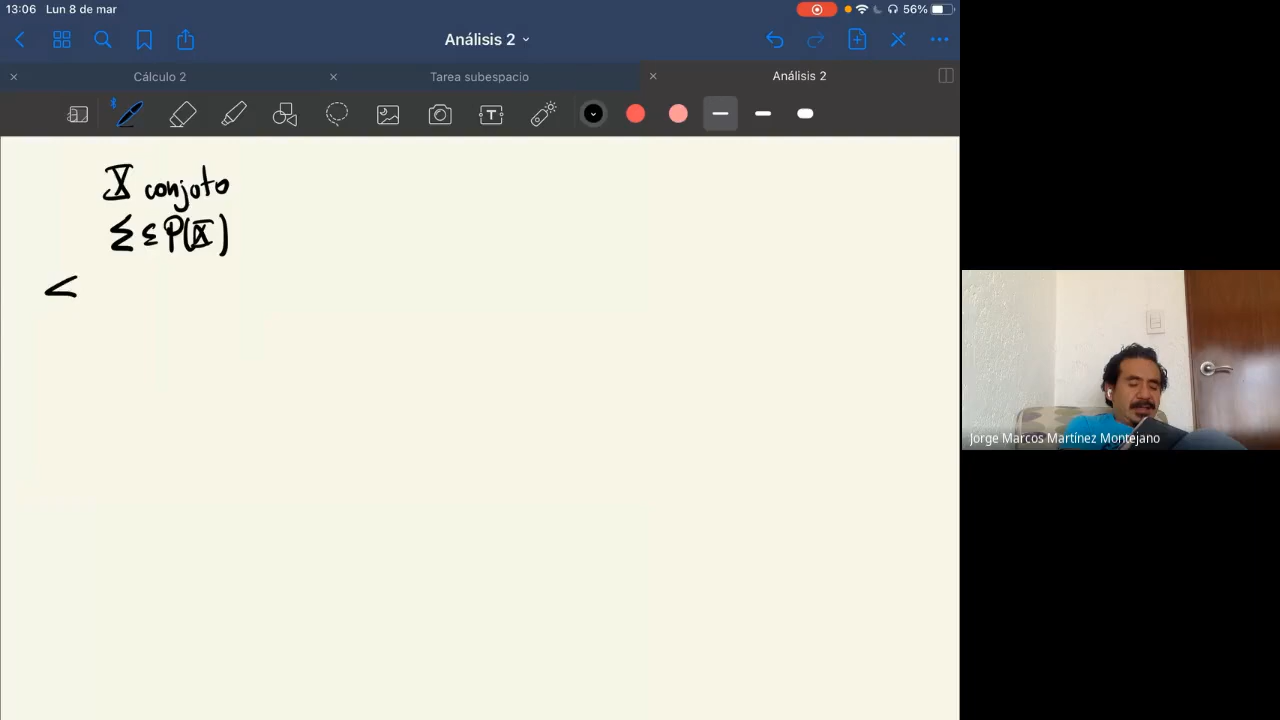 13:06 Lun 8 de mar 56%
Análisis 2
Cálculo 2 Tarea subespacio Análisis 2
X conjoto
Σ ε P(X)
<
Jorge Marcos Martínez Montejano